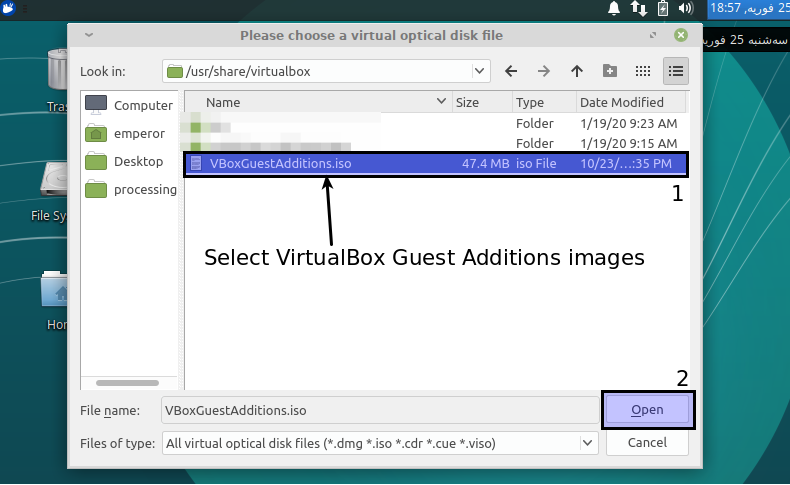 18:57 ,فوریه 25
سه‌شنبه 25 فوریه
Please choose a virtual optical disk file
Look in: /usr/share/virtualbox
Computer
emperor
Desktop
processing
Name Size Type Date Modified
Folder 1/19/20 9:23 AM
Folder 1/19/20 9:15 AM
VBoxGuestAdditions.iso 47.4 MB iso File 10/23/...:35 PM
1
Select VirtualBox Guest Additions images
2
File name: VBoxGuestAdditions.iso Open
Files of type: All virtual optical disk files (*.dmg *.iso *.cdr *.cue *.viso) Cancel
Tras
File Sy
Ho